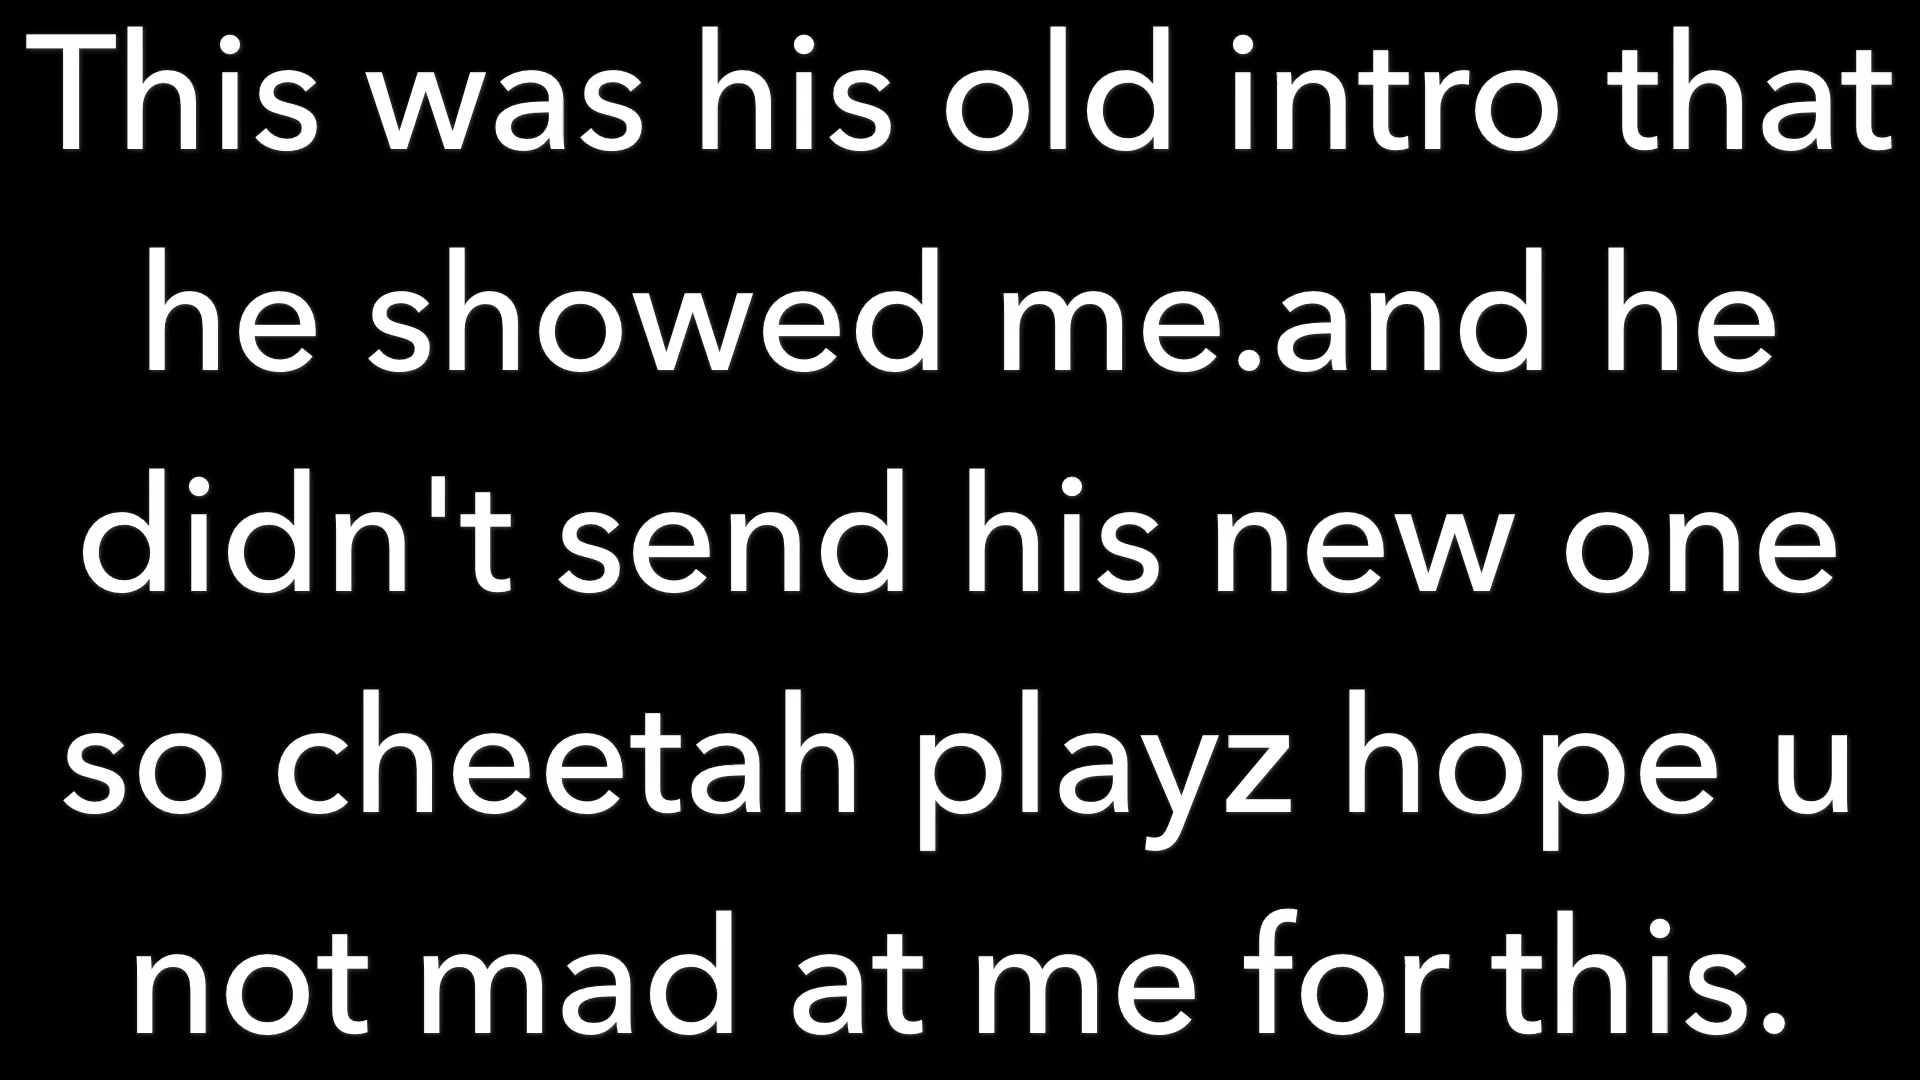 This was his old intro that
he showed me.and he
didn't send his new one
so cheetah playz hope u
not mad at me for this.